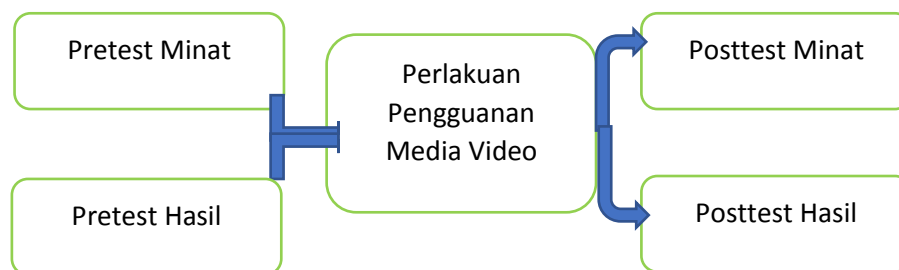 Pretest Minat
Pretest Hasil
Perlakuan
Pengguanan
Media Video
Posttest Minat
Posttest Hasil